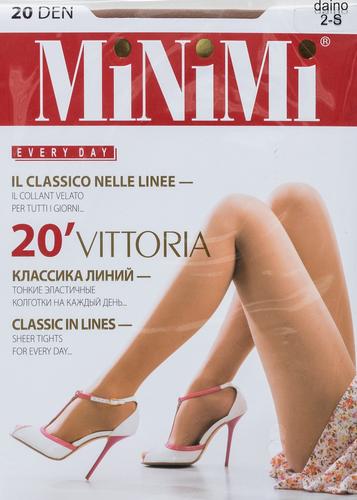 20 DEN
daino
2-S
MiNiMi®
EVERY DAY
IL CLASSICO NELLE LINEE —
IL COLLANT VELATO
PER TUTTI I GIORNI...
20’ VITTORIA
КЛАССИКА ЛИНИЙ —
ТОНКИЕ ЭЛАСТИЧНЫЕ
КОЛГОТКИ НА КАЖДЫЙ ДЕНЬ...
CLASSIC IN LINES —
SHEER TIGHTS
FOR EVERY DAY...